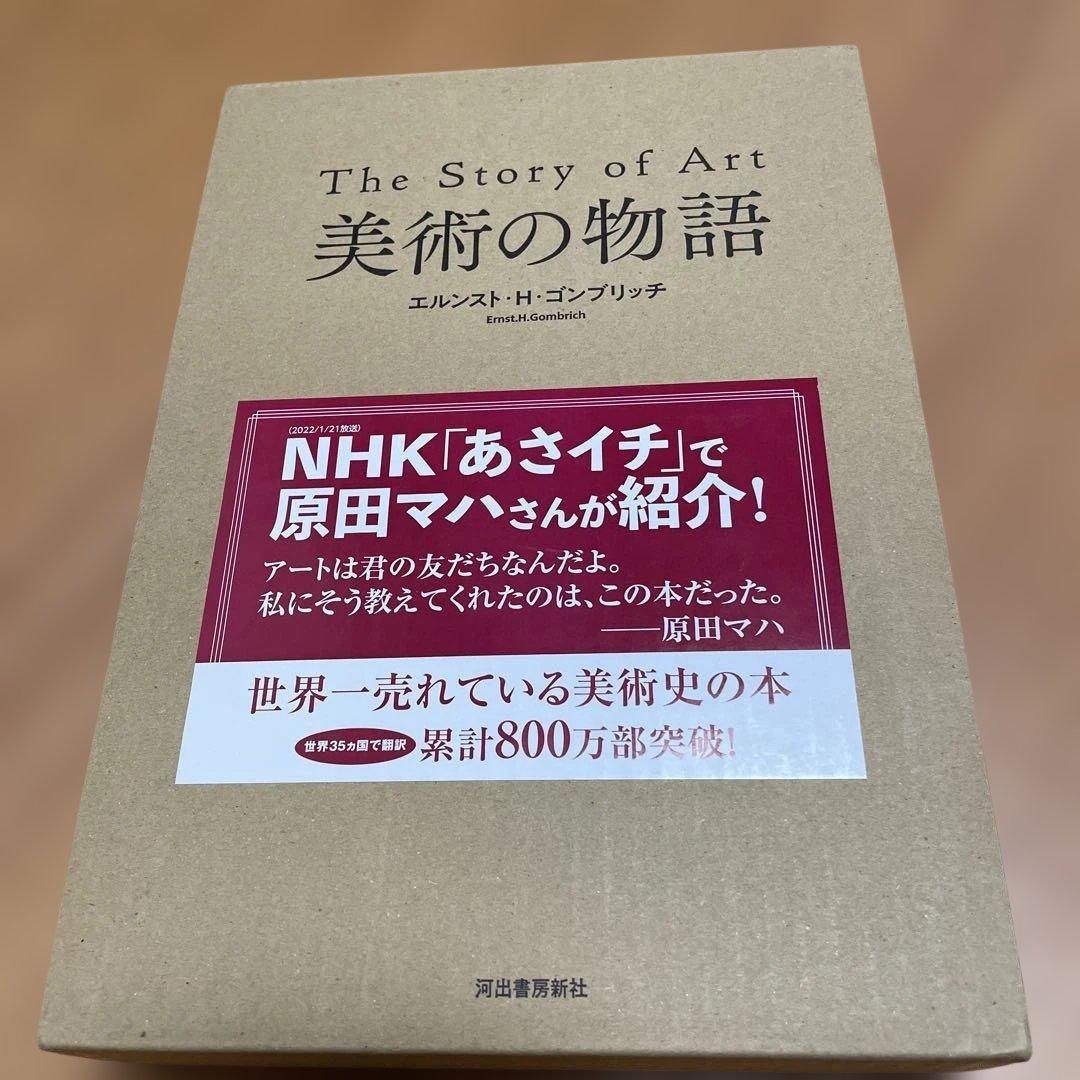 The Story of Art
美術の物語
エルンスト・H・ゴンブリッチ
Ernst.H.Gombrich
(2022/1/21放送)
NHK「あさイチ」で
原田マハさんが紹介!
アートは君の友だちなんだよ。
私にそう教えてくれたのは、この本だった。
――原田マハ
世界一売れている美術史の本
世界35ヵ国で翻訳 累計800万部突破!
河出書房新社